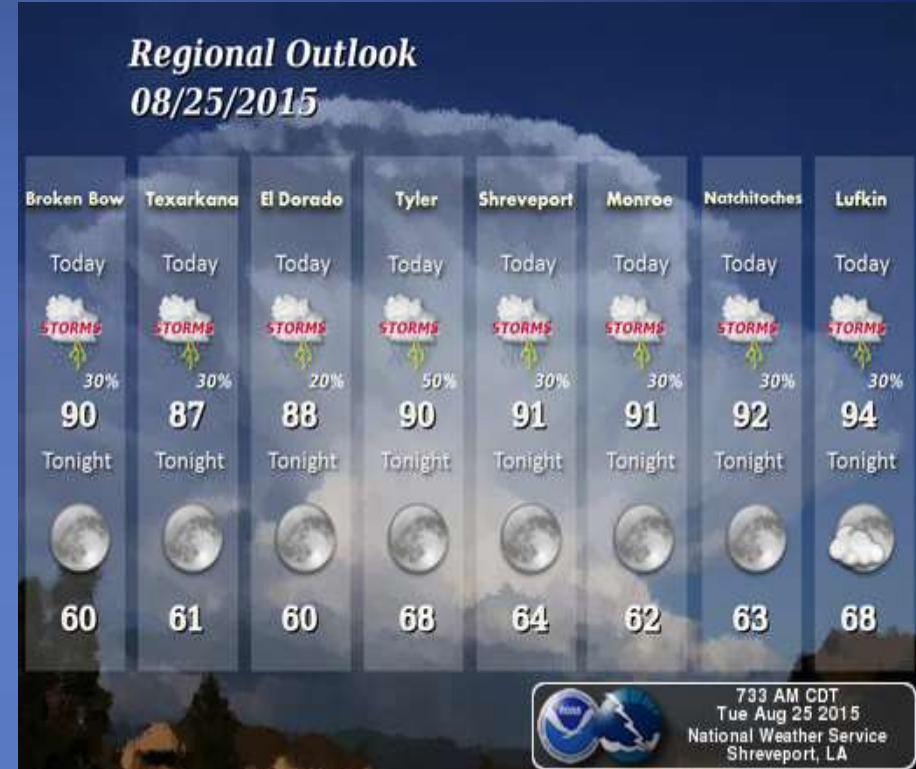 Regional Outlook
08/25/2015
Broken Bow Texarkana El Dorado Tyler Shreveport Monroe Natchitoches Lufkin
Today Today Today Today Today Today Today Today
STORMS STORMS STORMS STORMS STORMS STORMS STORMS STORMS
30% 30% 20% 50% 30% 30% 30% 30%
90 87 88 90 91 91 92 94
Tonight Tonight Tonight Tonight Tonight Tonight Tonight Tonight
60 61 60 68 64 62 63 68
733 AM CDT
Tue Aug 25 2015
National Weather Service
Shreveport, LA